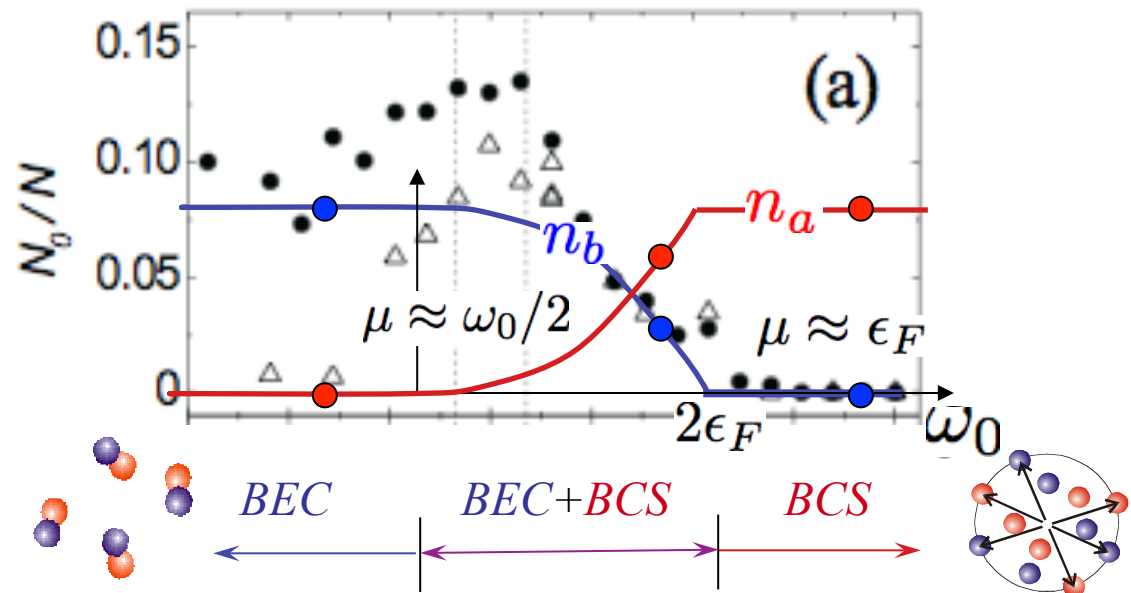 0.15
(a)
0.10
N₀/N
n_a
n_b
0.05
μ ≈ ω₀/2
μ ≈ ϵ_F
0
2ϵ_F
ω₀
BEC
BEC+BCS
BCS